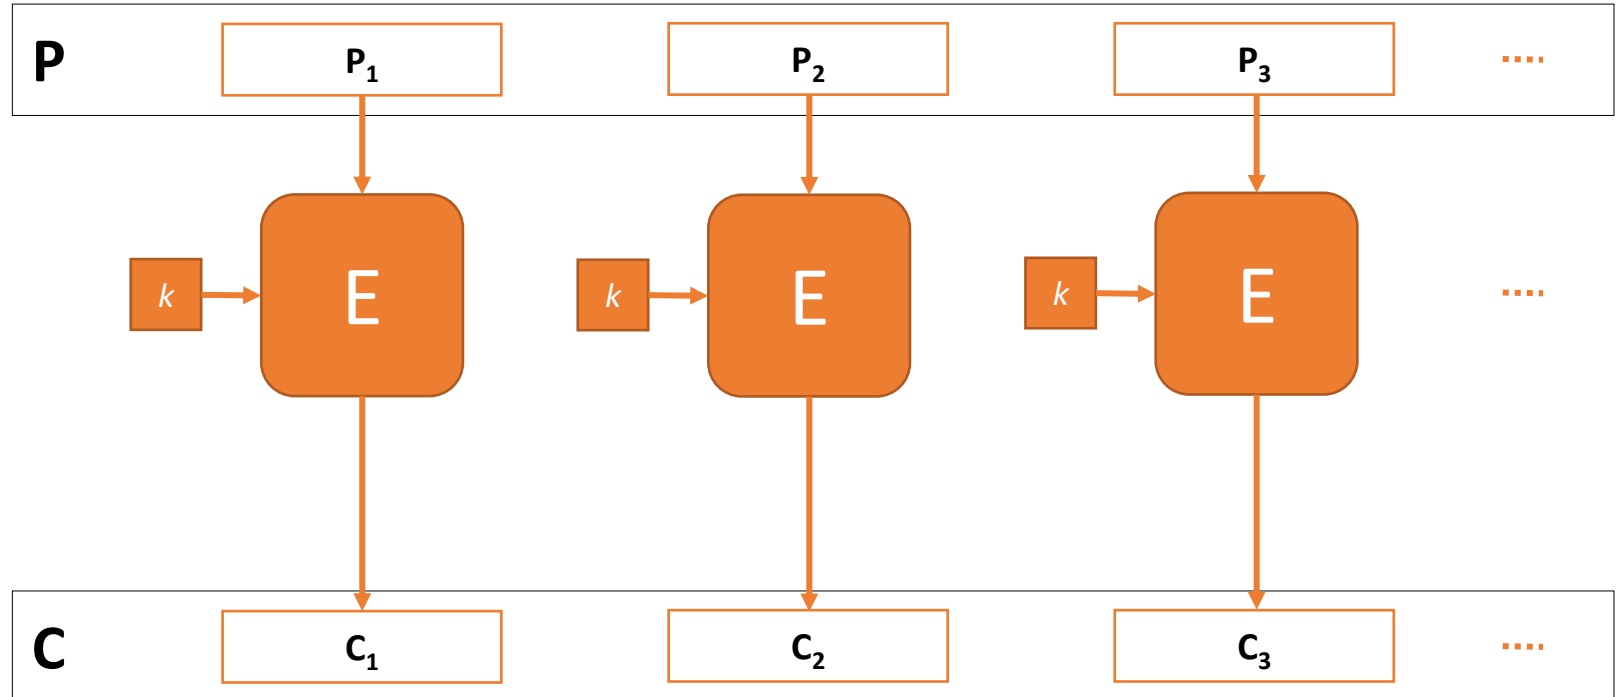 P P₁ P₂ P₃ ....
k E k E k E ....
C C₁ C₂ C₃ ....